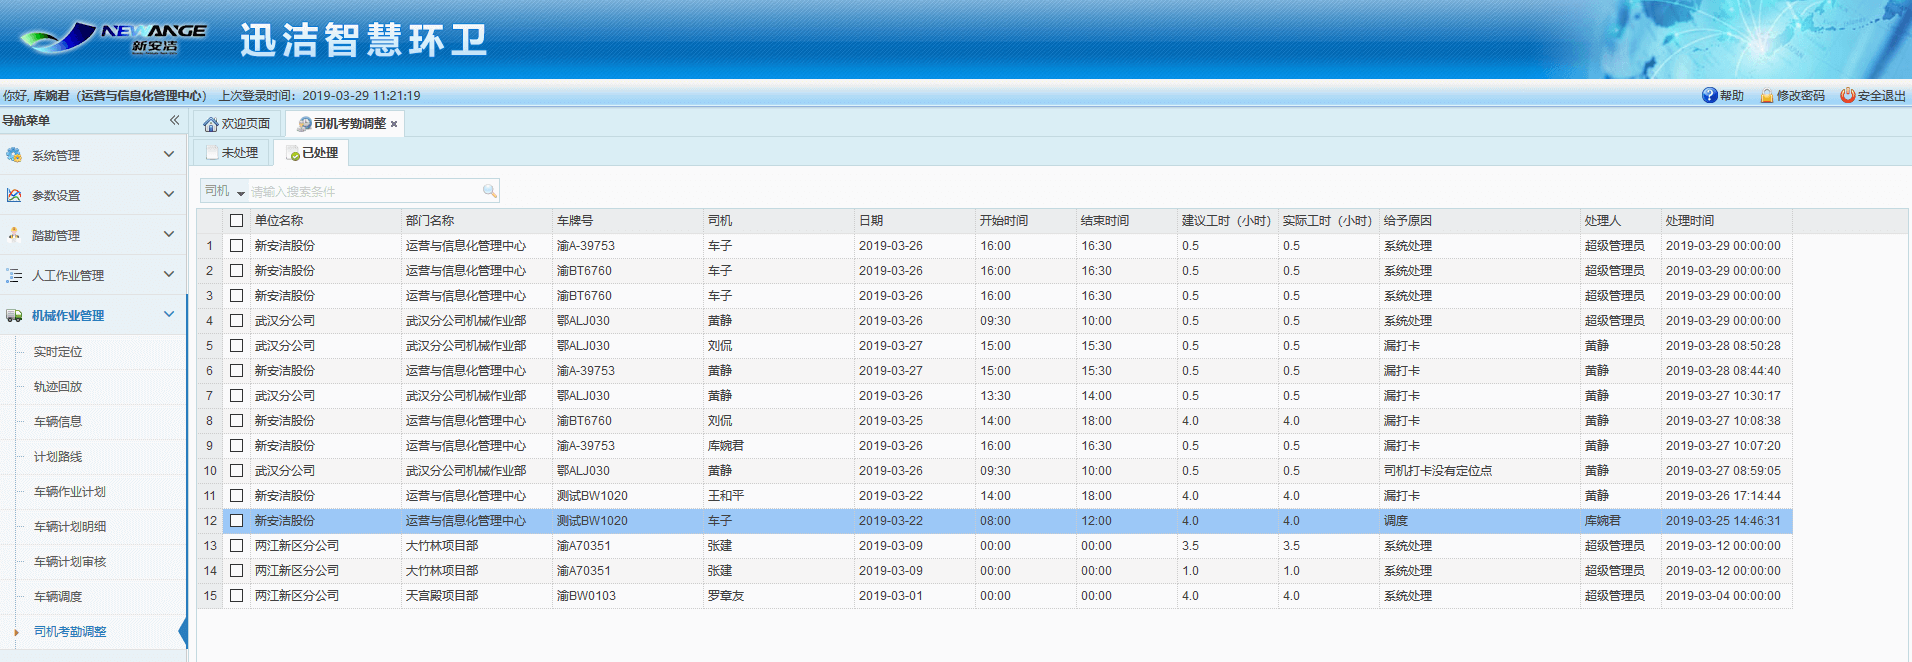 NEWANGE 新安洁 迅洁智慧环卫
你好, 库婉君（运营与信息化管理中心） 上次登录时间：2019-03-29 11:21:19 帮助 修改密码 安全退出
导航菜单
系统管理
参数设置
踏勘管理
人工作业管理
机械作业管理
实时定位
轨迹回放
车辆信息
计划路线
车辆作业计划
车辆计划明细
车辆计划审核
车辆调度
司机考勤调整
欢迎页面 司机考勤调整
未处理 已处理
司机 请输入搜索条件
单位名称 部门名称 车牌号 司机 日期 开始时间 结束时间 建议工时（小时） 实际工时（小时） 给予原因 处理人 处理时间
1 新安洁股份 运营与信息化管理中心 渝A-39753 车子 2019-03-26 16:00 16:30 0.5 0.5 系统处理 超级管理员 2019-03-29 00:00:00
2 新安洁股份 运营与信息化管理中心 渝BT6760 车子 2019-03-26 16:00 16:30 0.5 0.5 系统处理 超级管理员 2019-03-29 00:00:00
3 新安洁股份 运营与信息化管理中心 渝BT6760 车子 2019-03-26 16:00 16:30 0.5 0.5 系统处理 超级管理员 2019-03-29 00:00:00
4 武汉分公司 武汉分公司机械作业部 鄂ALJ030 黄静 2019-03-26 09:30 10:00 0.5 0.5 系统处理 超级管理员 2019-03-29 00:00:00
5 武汉分公司 武汉分公司机械作业部 鄂ALJ030 刘侃 2019-03-27 15:00 15:30 0.5 0.5 漏打卡 黄静 2019-03-28 08:50:28
6 新安洁股份 运营与信息化管理中心 渝A-39753 黄静 2019-03-27 15:00 15:30 0.5 0.5 漏打卡 黄静 2019-03-28 08:44:40
7 武汉分公司 武汉分公司机械作业部 鄂ALJ030 黄静 2019-03-26 13:30 14:00 0.5 0.5 漏打卡 黄静 2019-03-27 10:30:17
8 新安洁股份 运营与信息化管理中心 渝BT6760 刘侃 2019-03-25 14:00 18:00 4.0 4.0 漏打卡 黄静 2019-03-27 10:08:38
9 新安洁股份 运营与信息化管理中心 渝A-39753 库婉君 2019-03-26 16:00 16:30 0.5 0.5 漏打卡 黄静 2019-03-27 10:07:20
10 武汉分公司 武汉分公司机械作业部 鄂ALJ030 黄静 2019-03-26 09:30 10:00 0.5 0.5 司机打卡没有定位点 黄静 2019-03-27 08:59:05
11 新安洁股份 运营与信息化管理中心 测试BW1020 王和平 2019-03-22 14:00 18:00 4.0 4.0 漏打卡 黄静 2019-03-26 17:14:44
12 新安洁股份 运营与信息化管理中心 测试BW1020 车子 2019-03-22 08:00 12:00 4.0 4.0 调度 库婉君 2019-03-25 14:46:31
13 两江新区分公司 大竹林项目部 渝A70351 张建 2019-03-09 00:00 00:00 3.5 3.5 系统处理 超级管理员 2019-03-12 00:00:00
14 两江新区分公司 大竹林项目部 渝A70351 张建 2019-03-09 00:00 00:00 1.0 1.0 系统处理 超级管理员 2019-03-12 00:00:00
15 两江新区分公司 天宫殿项目部 渝BW0103 罗章友 2019-03-01 00:00 00:00 4.0 4.0 系统处理 超级管理员 2019-03-04 00:00:00